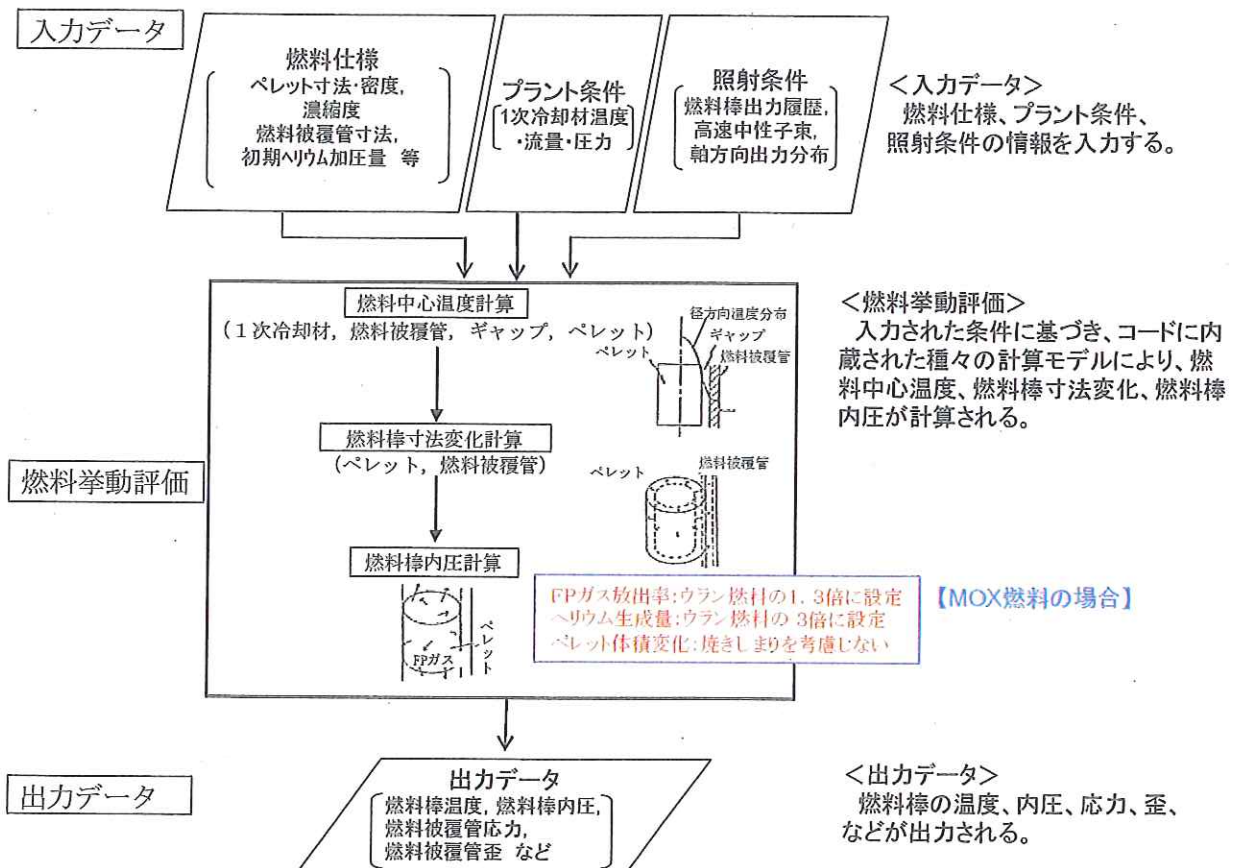 入力データ
燃料仕様
ペレット寸法・密度,
濃縮度
燃料被覆管寸法,
初期ヘリウム加圧量 等
プラント条件
1次冷却材温度
・流量・圧力
照射条件
燃料棒出力履歴,
高速中性子束,
軸方向出力分布
<入力データ>
燃料仕様、プラント条件、
照射条件の情報を入力する。
燃料挙動評価
燃料中心温度計算
(1次冷却材, 燃料被覆管, ギャップ, ペレット)
径方向温度分布
ギャップ
ペレット
燃料被覆管
燃料棒寸法変化計算
(ペレット, 燃料被覆管)
ペレット
燃料被覆管
燃料棒内圧計算
FPガス
ペレット
FPガス放出率:ウラン燃材の1.3倍に設定
ヘリウム生成量:ウラン燃材の3倍に設定
ペレット体積変化:焼きしまりを考慮じない
【MOX燃料の場合】
<燃料挙動評価>
入力された条件に基づき、コードに内
蔵された種々の計算モデルにより、燃
料中心温度、燃料棒寸法変化、燃料棒
内圧が計算される。
出力データ
出力データ
燃料棒温度, 燃料棒内圧,
燃料被覆管応力,
燃料被覆管歪 など
<出力データ>
燃料棒の温度、内圧、応力、歪、
などが出力される。